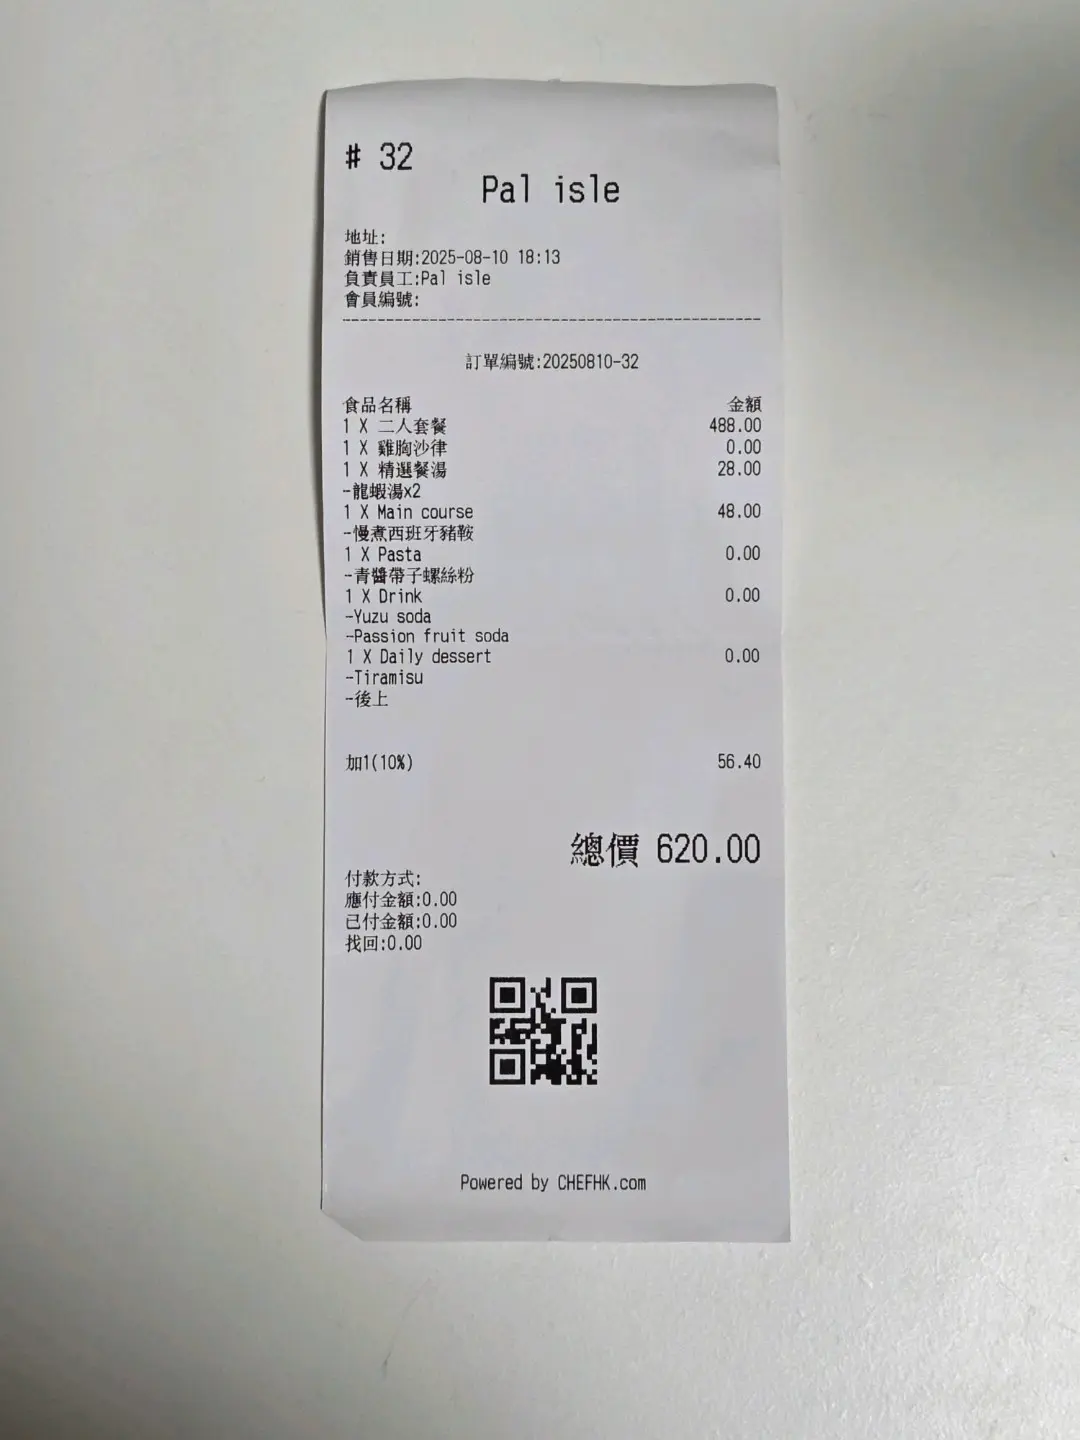 # 32
Pal isle
地址:
銷售日期:2025-08-10 18:13
負責員工:Pal isle
會員編號:
訂單編號:20250810-32
食品名稱 金額
1 X 二人套餐 488.00
1 X 雞胸沙律 0.00
1 X 精選餐湯 28.00
-龍蝦湯x2
1 X Main course 48.00
-慢煮西班牙豬鞍
1 X Pasta 0.00
-青醬帶子螺絲粉
1 X Drink 0.00
-Yuzu soda
-Passion fruit soda
1 X Daily dessert 0.00
-Tiramisu
-後上
加1(10%) 56.40
總價 620.00
付款方式:
應付金額:0.00
已付金額:0.00
找回:0.00
Powered by CHEFHK.com